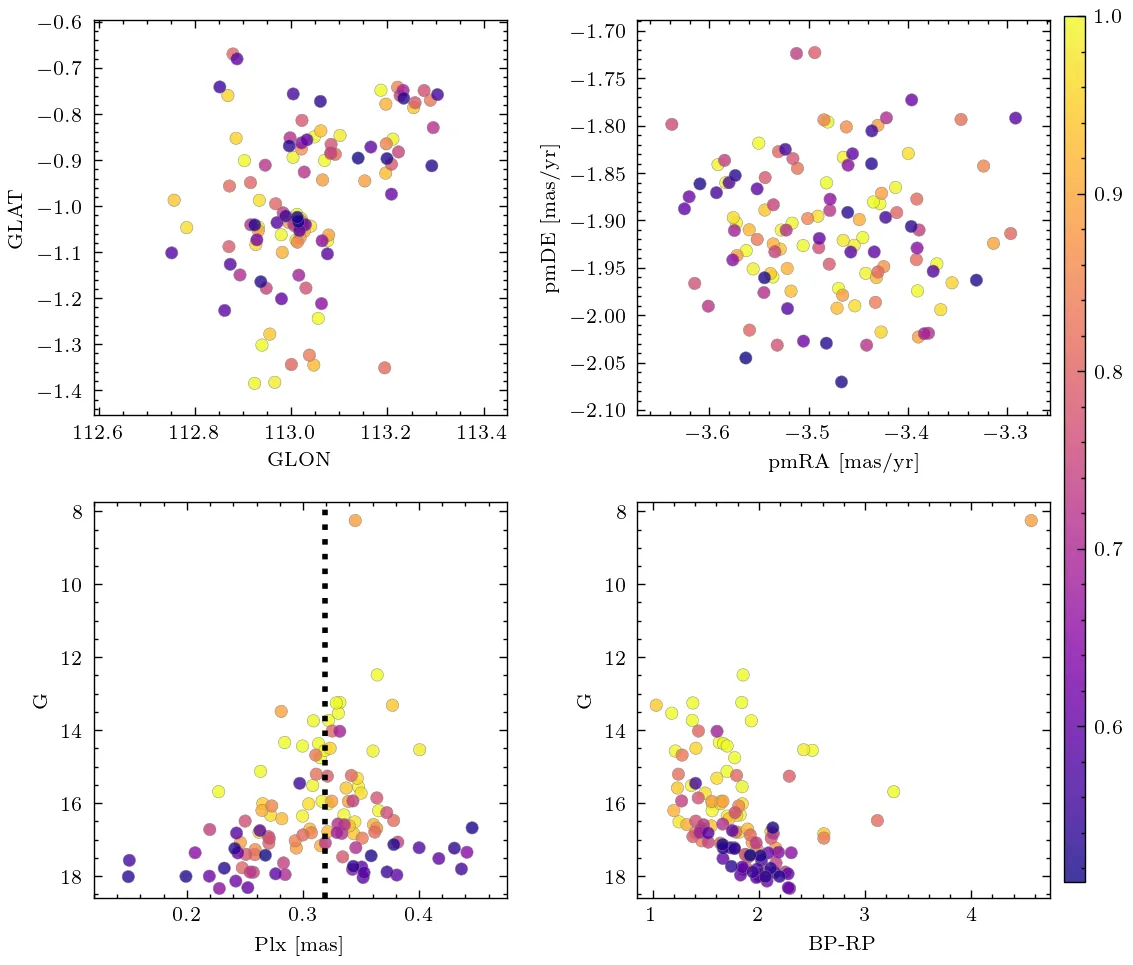 −0.6
−0.7
−0.8
−0.9
−1.0
−1.1
−1.2
−1.3
−1.4
GLAT
112.6 112.8 113.0 113.2 113.4
GLON
−1.70
−1.75
−1.80
−1.85
−1.90
−1.95
−2.00
−2.05
−2.10
pmDE [mas/yr]
−3.6 −3.5 −3.4 −3.3
pmRA [mas/yr]
8
10
12
14
16
18
G
0.2 0.3 0.4
Plx [mas]
8
10
12
14
16
18
G
1 2 3 4
BP-RP
1.0
0.9
0.8
0.7
0.6